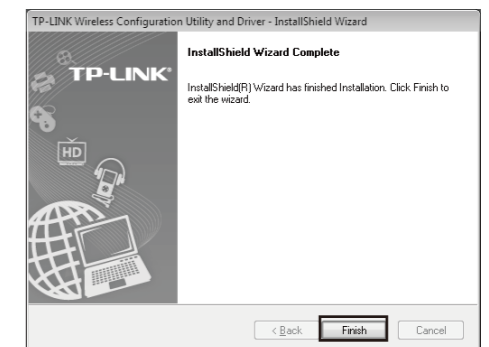 TP-LINK Wireless Configuration Utility and Driver - InstallShield Wizard
InstallShield Wizard Complete
TP-LINK®
InstallShield(R) Wizard has finished Installation. Click Finish to
exit the wizard.
HD
< Back
Finish
Cancel